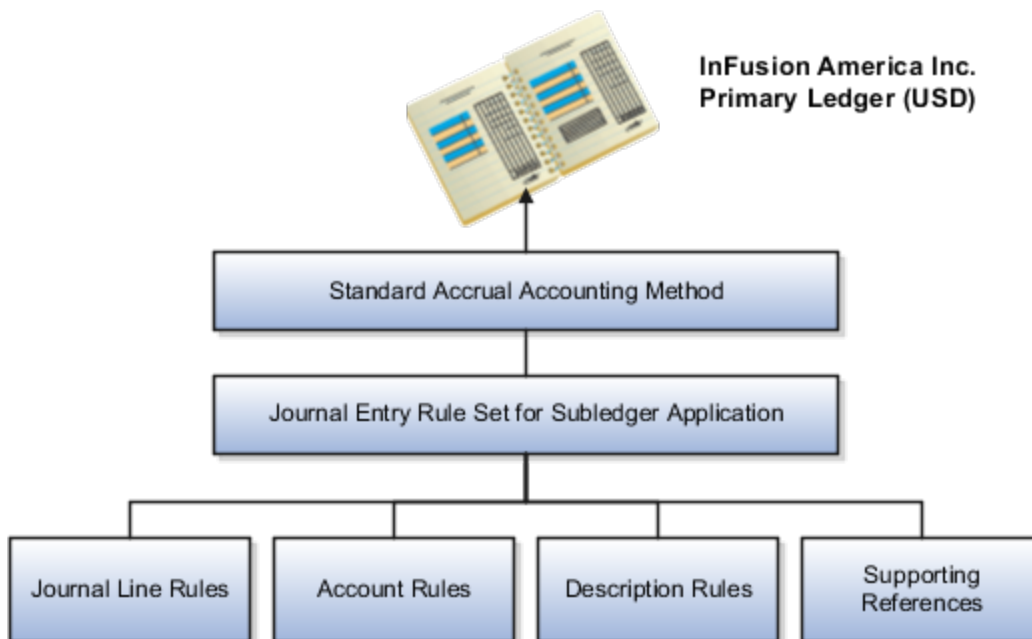 InFusion America Inc.
Primary Ledger (USD)
Standard Accrual Accounting Method
Journal Entry Rule Set for Subledger Application
Journal Line Rules
Account Rules
Description Rules
Supporting
References